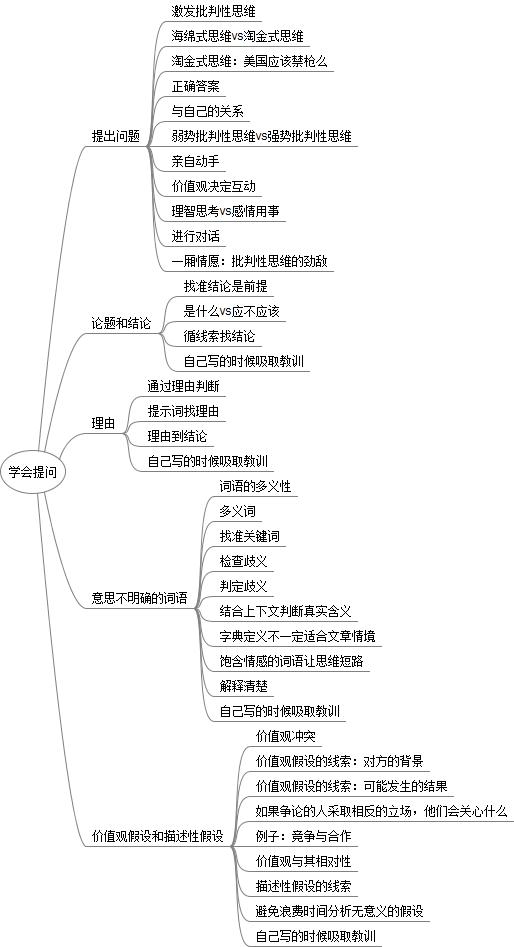 学会提问
提出问题
激发批判性思维
海绵式思维vs淘金式思维
淘金式思维：美国应该禁枪么
正确答案
与自己的关系
弱势批判性思维vs强势批判性思维
亲自动手
价值观决定互动
理智思考vs感情用事
进行对话
一厢情愿：批判性思维的劲敌
论题和结论
找准结论是前提
是什么vs应不应该
循线索找结论
自己写的时候吸取教训
理由
通过理由判断
提示词找理由
理由到结论
自己写的时候吸取教训
意思不明确的词语
词语的多义性
多义词
找准关键词
检查歧义
判定歧义
结合上下文判断真实含义
字典定义不一定适合文章情境
饱含情感的词语让思维短路
解释清楚
自己写的时候吸取教训
价值观假设和描述性假设
价值观冲突
价值观假设的线索：对方的背景
价值观假设的线索：可能发生的结果
如果争论的人采取相反的立场，他们会关心什么
例子：竞争与合作
价值观与其相对性
描述性假设的线索
避免浪费时间分析无意义的假设
自己写的时候吸取教训